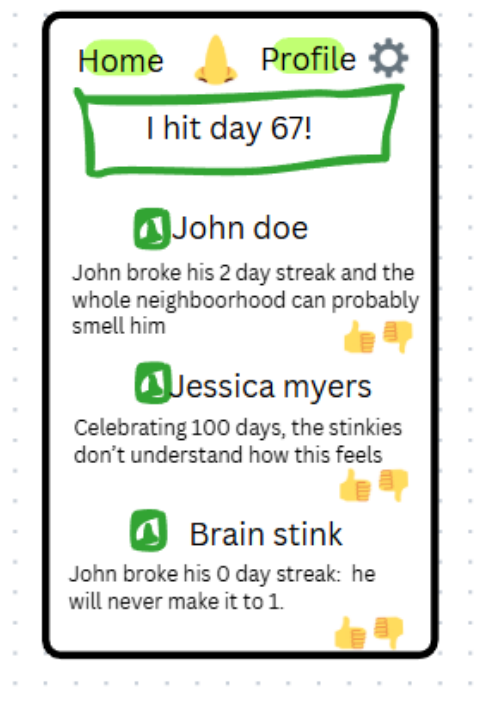 Home Profile
I hit day 67!
John doe
John broke his 2 day streak and the
whole neighboorhood can probably
smell him
Jessica myers
Celebrating 100 days, the stinkies
don't understand how this feels
Brain stink
John broke his 0 day streak: he
will never make it to 1.